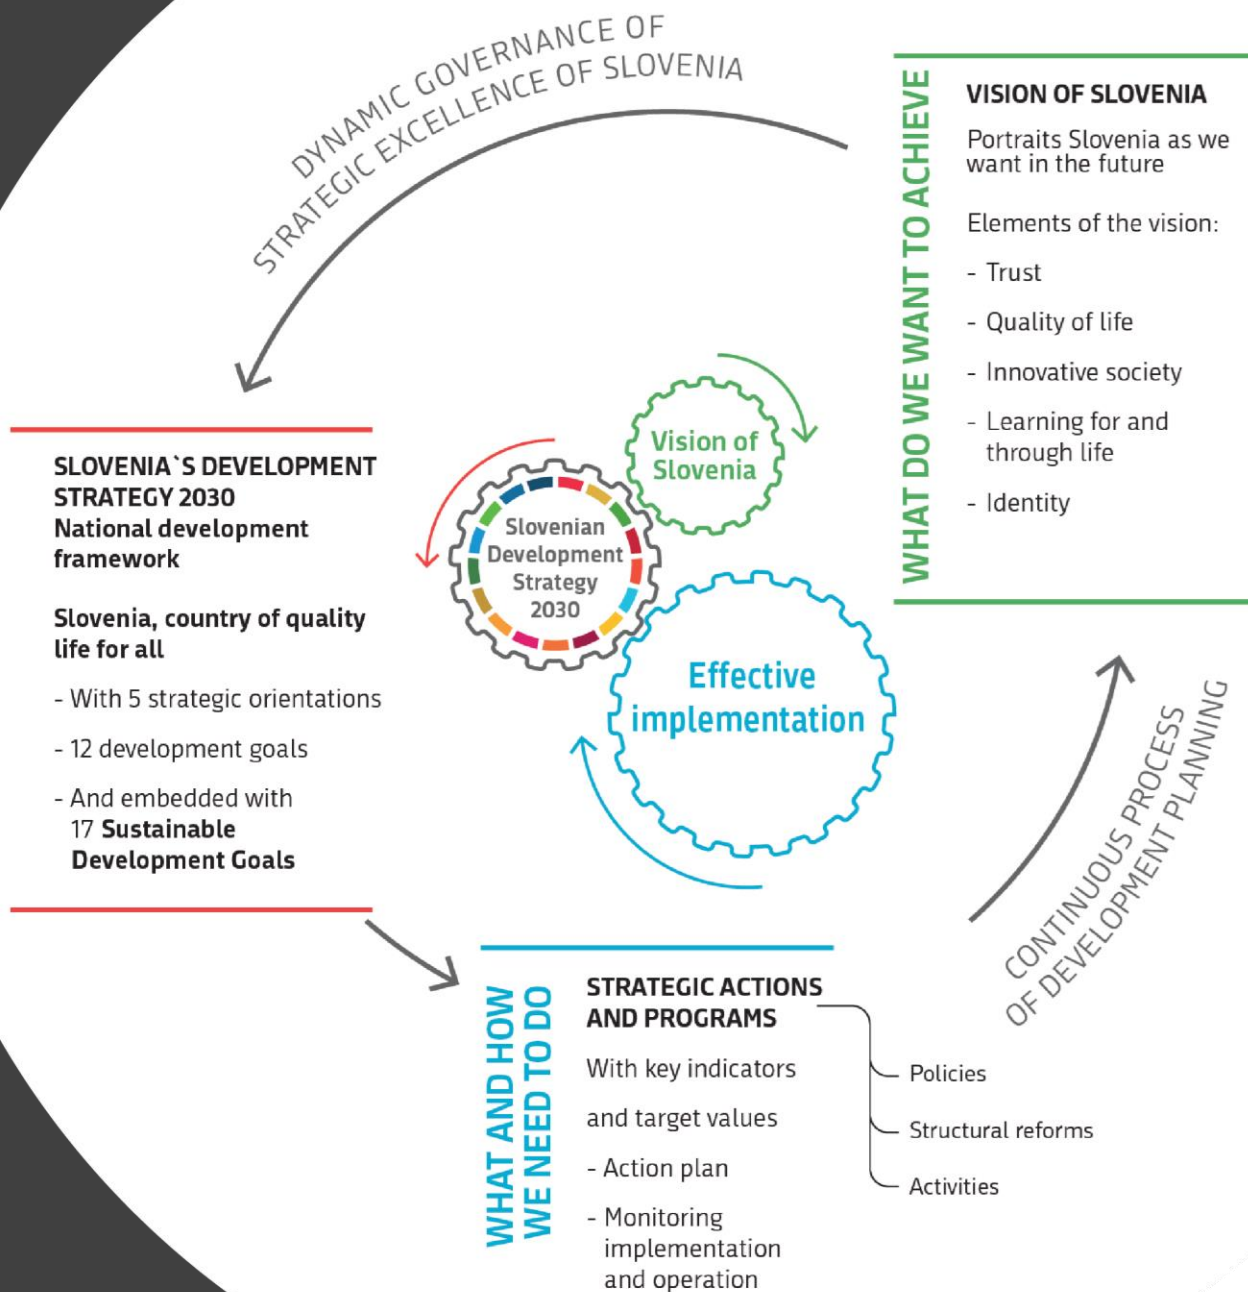 DYNAMIC GOVERNANCE OF
STRATEGIC EXCELLENCE OF SLOVENIA
WHAT DO WE WANT TO ACHIEVE
VISION OF SLOVENIA
Portraits Slovenia as we
want in the future
Elements of the vision:
- Trust
- Quality of life
- Innovative society
- Learning for and
through life
- Identity
SLOVENIA`S DEVELOPMENT
STRATEGY 2030
National development
framework
Slovenia, country of quality
life for all
- With 5 strategic orientations
- 12 development goals
- And embedded with
17 Sustainable
Development Goals
Vision of
Slovenia
Slovenian
Development
Strategy
2030
Effective
implementation
CONTINUOUS PROCESS
OF DEVELOPMENT PLANNING
WHAT AND HOW
WE NEED TO DO
STRATEGIC ACTIONS
AND PROGRAMS
With key indicators
and target values
- Action plan
- Monitoring
implementation
and operation
Policies
Structural reforms
Activities